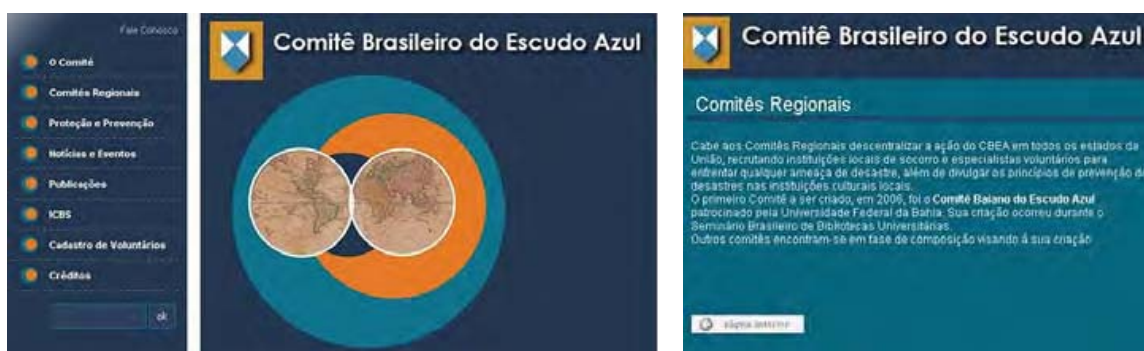 Fale Conosco
O Comitê
Comitês Regionais
Proteção e Prevenção
Notícias e Eventos
Publicações
ICBS
Cadastro de Voluntários
Créditos
ok
Comitê Brasileiro do Escudo Azul
Comitê Brasileiro do Escudo Azul
Comitês Regionais
Cabe aos Comitês Regionais descentralizar a ação do CBEA em todos os estados da
União, recrutando instituições locais de socorro e especialistas voluntários para
enfrentar qualquer ameaça de desastre, além de divulgar os princípios de prevenção de
desastres nas instituições culturais locais.
O primeiro Comitê a ser criado, em 2006, foi o Comitê Baiano do Escudo Azul
patrocinado pela Universidade Federal da Bahia. Sua criação ocorreu durante o
Seminário Brasileiro de Bibliotecas Universitárias.
Outros comitês encontram-se em fase de composição visando à sua criação
página anterior